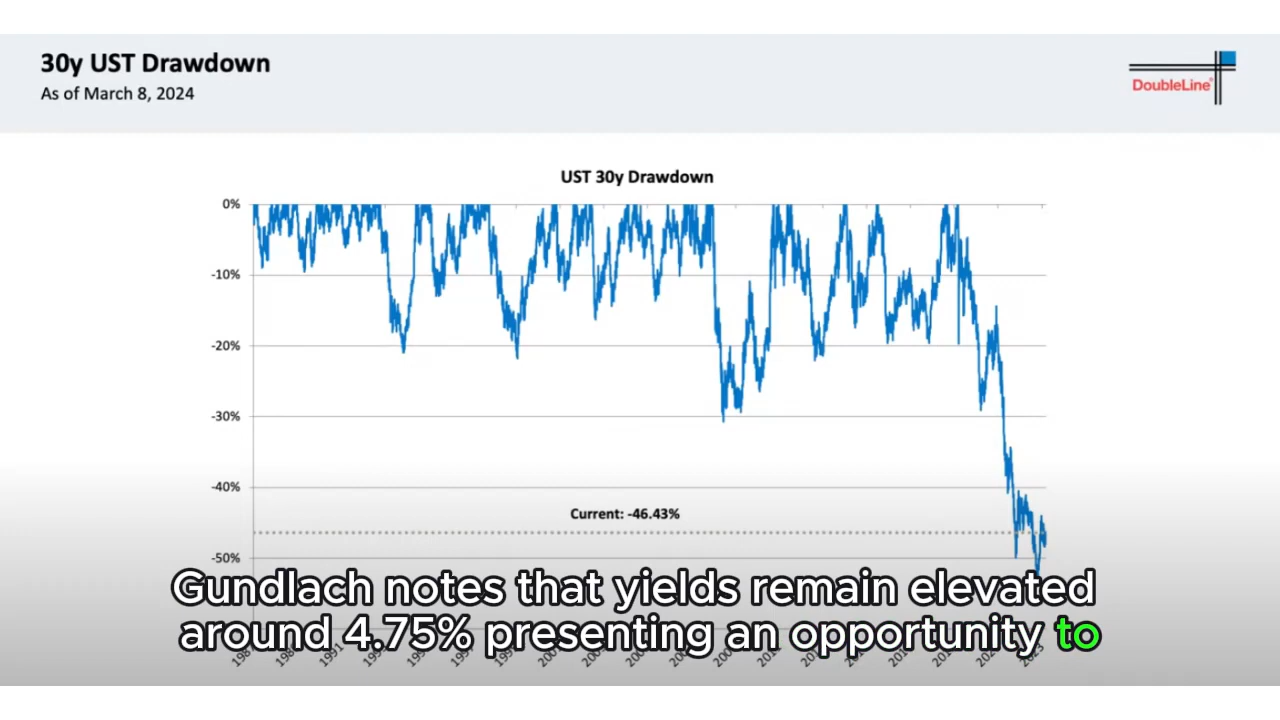 30y UST Drawdown
As of March 8, 2024
DoubleLine®
UST 30y Drawdown
0%
-10%
-20%
-30%
-40%
Current: -46.43%
-50%
Gundlach notes that yields remain elevated
around 4.75% presenting an opportunity to
2023